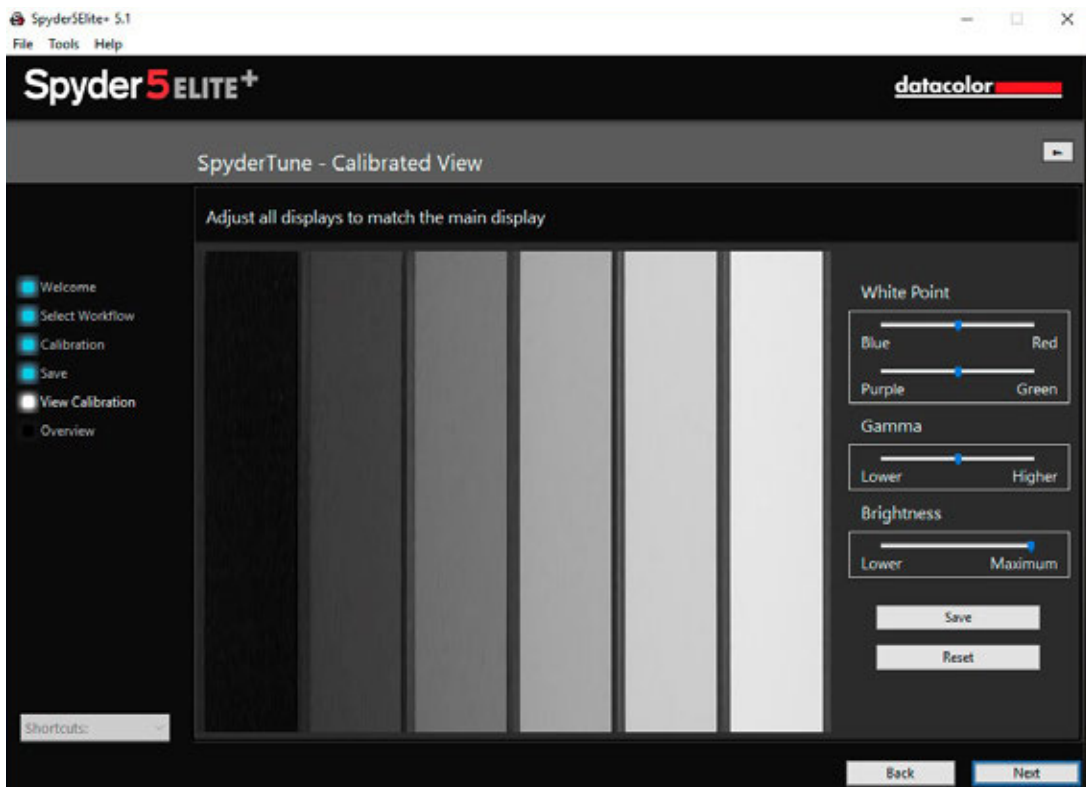 Spyder5Elite+ 5.1
File Tools Help
Spyder5ELITE+
datacolor
SpyderTune - Calibrated View
Adjust all displays to match the main display
Welcome
Select Workflow
Calibration
Save
View Calibration
Overview
Shortcuts:
White Point
Blue Red
Purple Green
Gamma
Lower Higher
Brightness
Lower Maximum
Save
Reset
Back Next